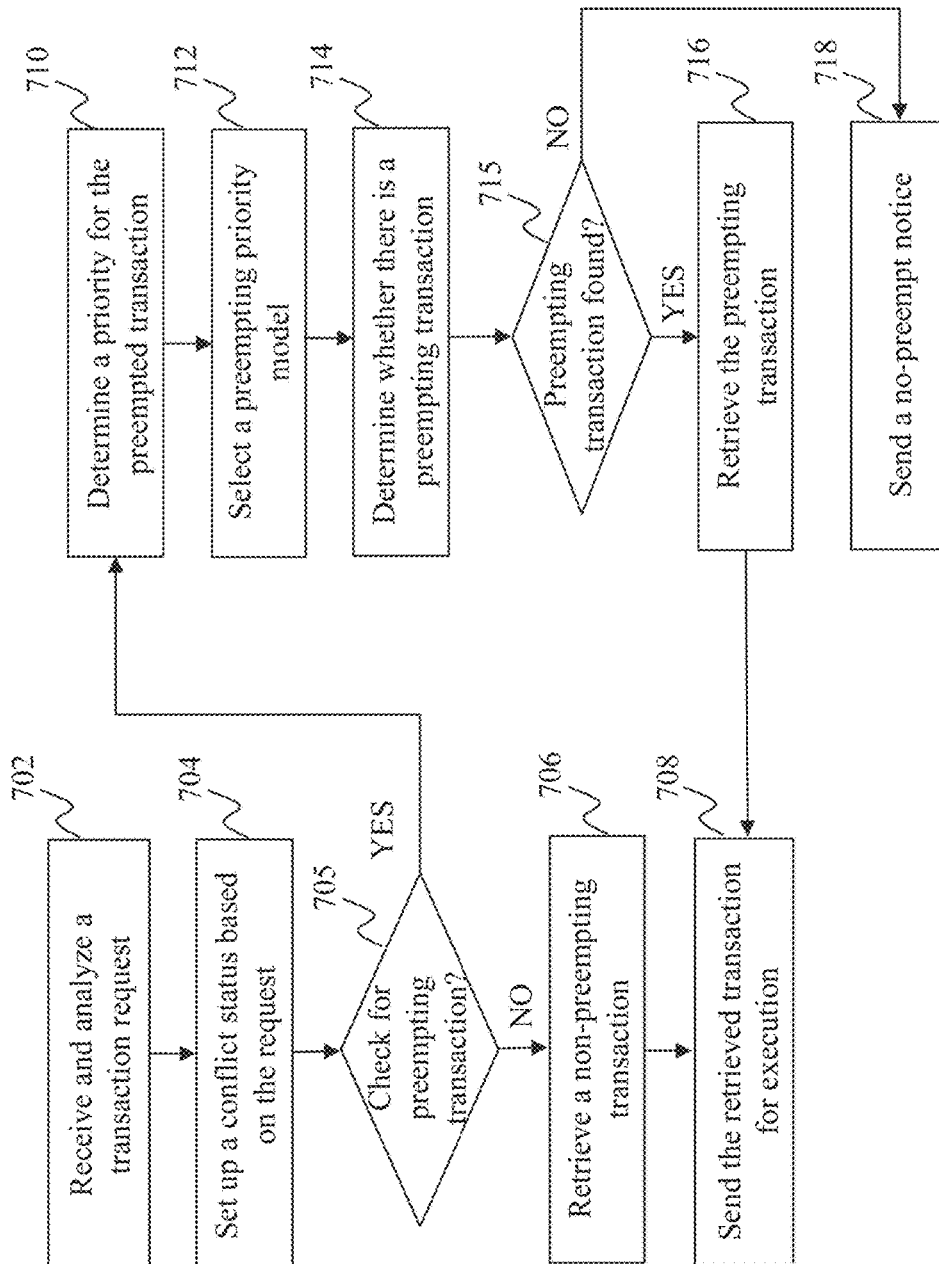 702
Receive and analyze a
transaction request
704
Set up a conflict status based
on the request
705
Check for
preempting
transaction?
YES
NO
706
Retrieve a non-preempting
transaction
708
Send the retrieved transaction
for execution
710
Determine a priority for the
preempted transaction
712
Select a preempting priority
model
714
Determine whether there is a
preempting transaction
715
Preempting
transaction found?
NO
YES
716
Retrieve the preempting
transaction
718
Send a no-preempt notice